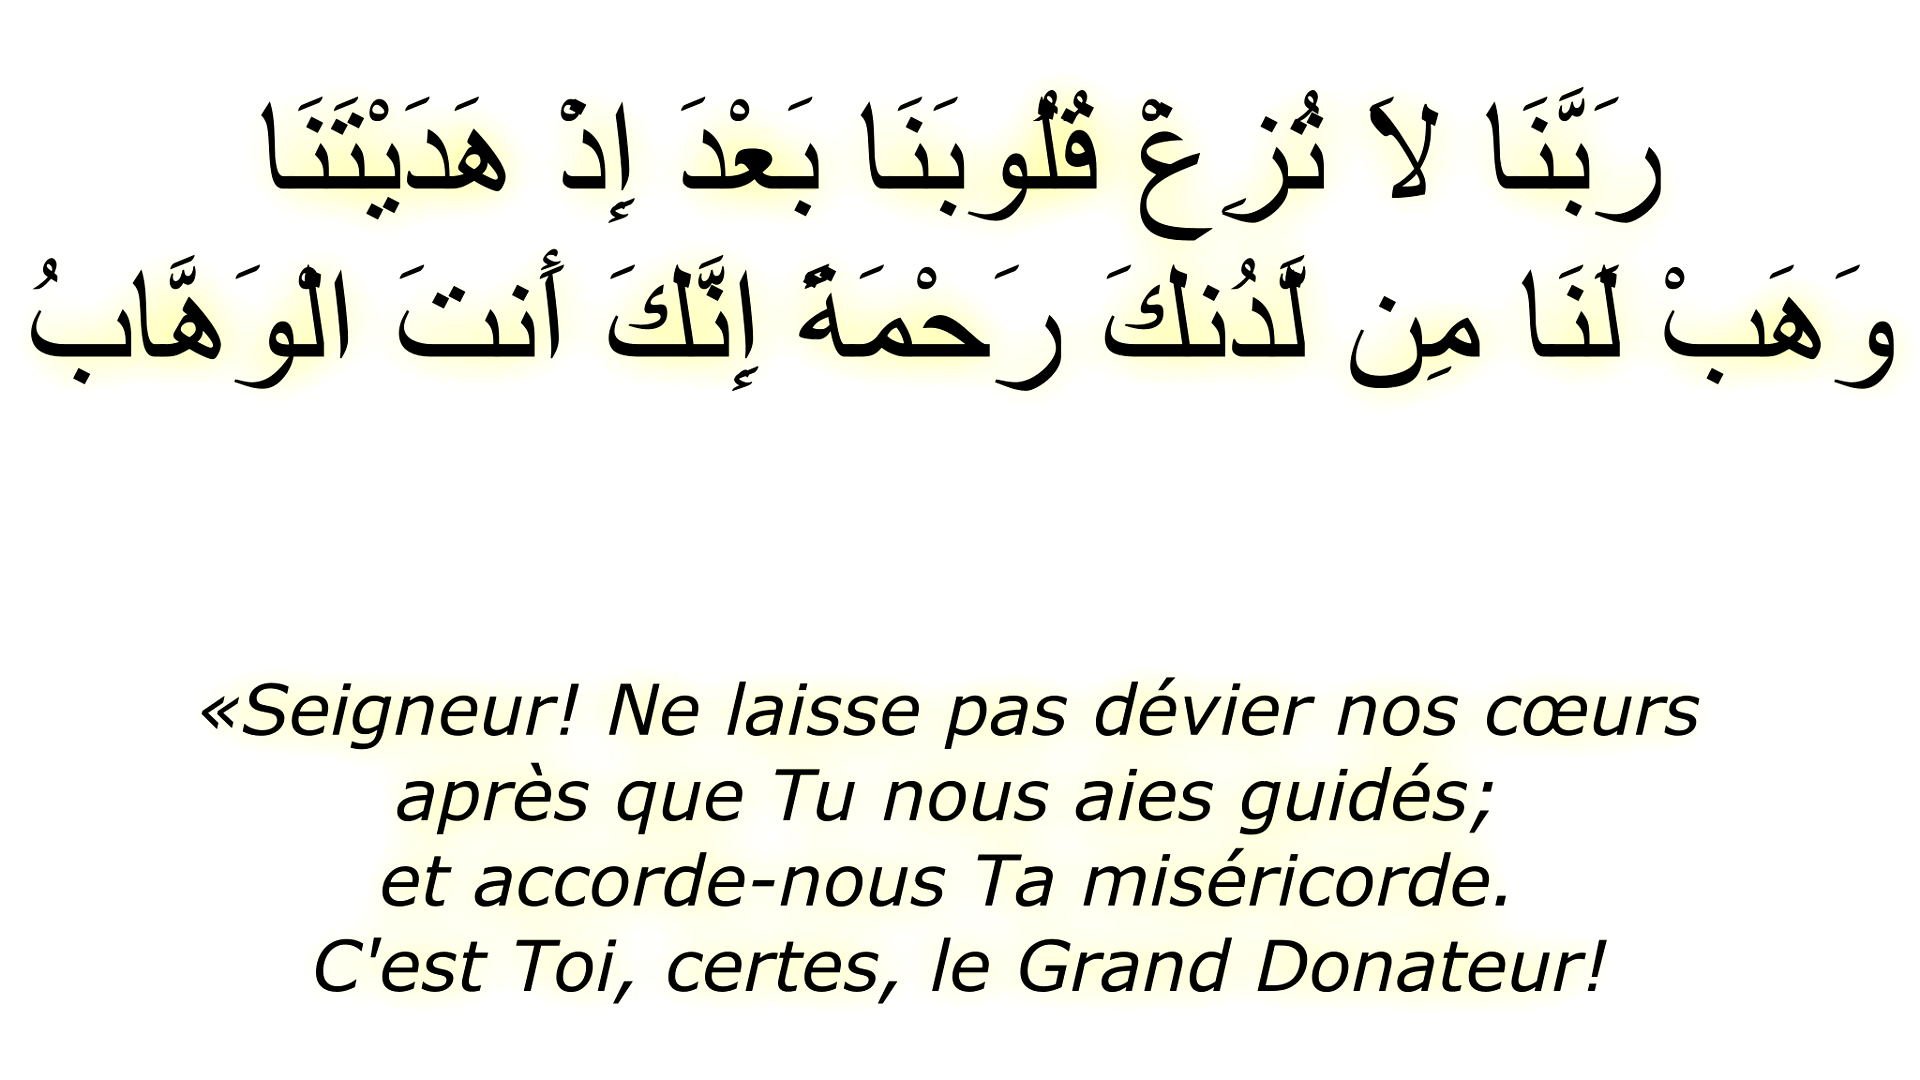 رَبَّنَا لاَ تُزِغْ قُلُوبَنَا بَعْدَ إِذْ هَدَيْتَنَا
وَهَبْ لَنَا مِن لَّدُنكَ رَحْمَةً إِنَّكَ أَنتَ الْوَهَّابُ
«Seigneur! Ne laisse pas dévier nos cœurs
après que Tu nous aies guidés;
et accorde-nous Ta miséricorde.
C'est Toi, certes, le Grand Donateur!